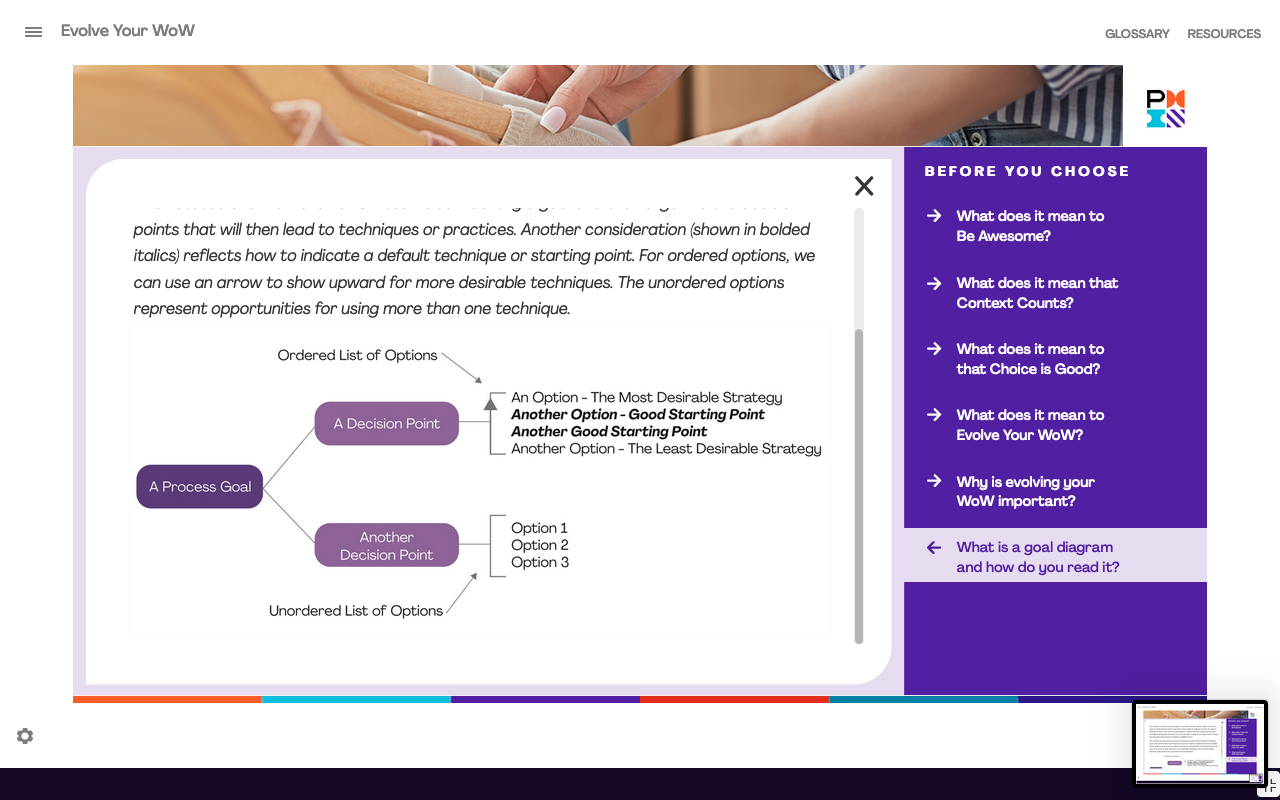 Evolve Your WoW
GLOSSARY RESOURCES
points that will then lead to techniques or practices. Another consideration (shown in bolded
italics) reflects how to indicate a default technique or starting point. For ordered options, we
can use an arrow to show upward for more desirable techniques. The unordered options
represent opportunities for using more than one technique.
Ordered List of Options
A Decision Point
An Option - The Most Desirable Strategy
Another Option - Good Starting Point
Another Good Starting Point
Another Option - The Least Desirable Strategy
A Process Goal
Another
Decision Point
Option 1
Option 2
Option 3
Unordered List of Options
BEFORE YOU CHOOSE
What does it mean to
Be Awesome?
What does it mean that
Context Counts?
What does it mean to
that Choice is Good?
What does it mean to
Evolve Your WoW?
Why is evolving your
WoW important?
What is a goal diagram
and how do you read it?